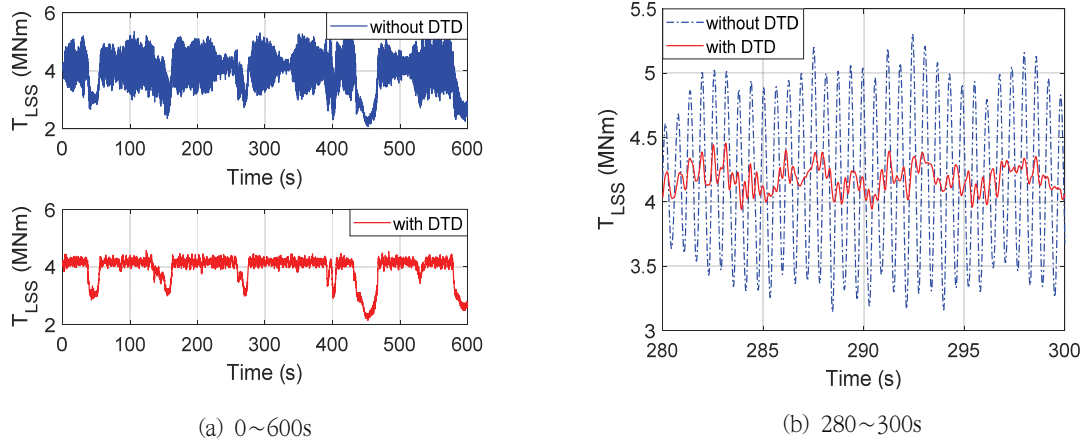 6
4
2
T_LSS (MNm)
without DTD
0 100 200 300 400 500 600
Time (s)
6
4
2
T_LSS (MNm)
with DTD
0 100 200 300 400 500 600
Time (s)
(a) 0~600s
5.5
5
4.5
4
3.5
3
T_LSS (MNm)
without DTD
with DTD
280 285 290 295 300
Time (s)
(b) 280~300s